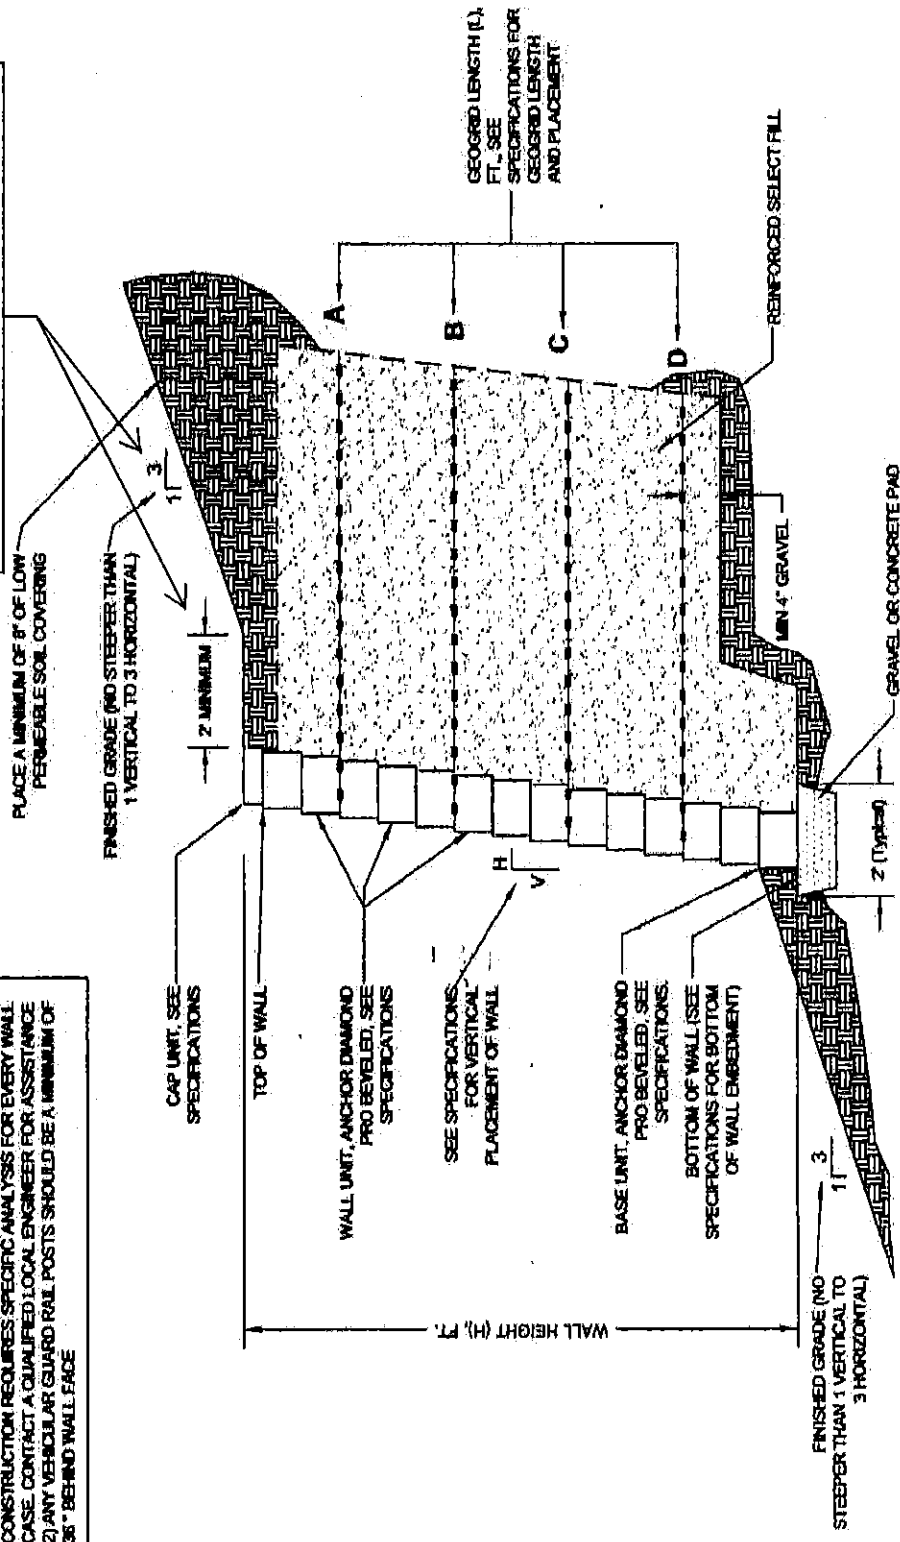 CONSTRUCTION REQUIRES SPECIFIC ANALYSIS FOR EVERY WALL
CASE. CONTACT A QUALIFIED LOCAL ENGINEER FOR ASSISTANCE
2) ANY VEHICULAR GUARD RAIL POSTS SHOULD BE A MINIMUM OF
36" BEHIND WALL FACE
PLACE A MINIMUM OF 8" OF LOW
PERMEABLE SOIL COVERING
FINISHED GRADE (NO STEEPER THAN
1 VERTICAL TO 3 HORIZONTAL)
1 3
2' MINIMUM
CAP UNIT, SEE
SPECIFICATIONS
TOP OF WALL
WALL UNIT, ANCHOR DIAMOND
PRO BEVELED, SEE
SPECIFICATIONS
SEE SPECIFICATIONS
FOR VERTICAL
PLACEMENT OF WALL
H
V
BASE UNIT, ANCHOR DIAMOND
PRO BEVELED, SEE
SPECIFICATIONS.
BOTTOM OF WALL (SEE
SPECIFICATIONS FOR BOTTOM
OF WALL EMBEDMENT)
WALL HEIGHT (H), FT.
FINISHED GRADE (NO
STEEPER THAN 1 VERTICAL TO
3 HORIZONTAL)
1 3
A
B
C
D
GEOGRID LENGTH (L),
FT., SEE
SPECIFICATIONS FOR
GEOGRID LENGTH
AND PLACEMENT
REINFORCED SELECT FILL
MIN 4" GRAVEL
GRAVEL OR CONCRETE PAD
2' (Typical)